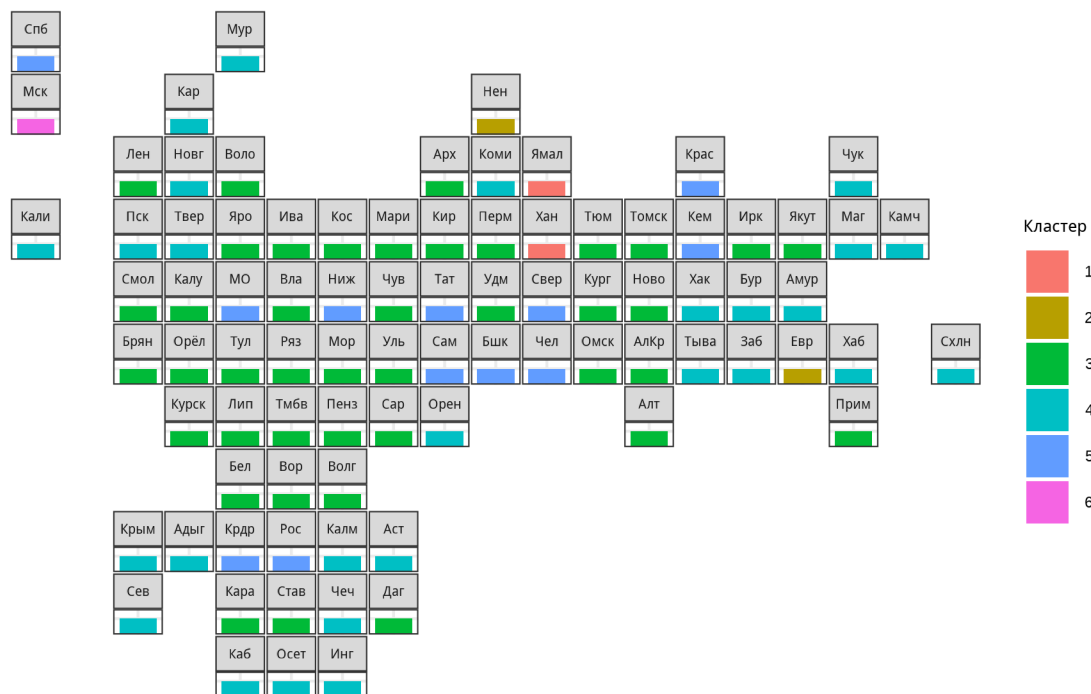 Спб Мур
Мск Кар Нен
Лен Новг Воло Арх Коми Ямал Крас Чук
Кали Пск Твер Яро Ива Кос Мари Кир Перм Хан Тюм Томск Кем Ирк Якут Маг Камч
Смол Калу МО Вла Ниж Чув Тат Удм Свер Кург Ново Хак Бур Амур
Брян Орёл Тул Ряз Мор Уль Сам Бшк Чел Омск АлКр Тыва Заб Евр Хаб Схлн
Курск Лип Тмбв Пенз Сар Орен Алт Прим
Бел Вор Волг
Крым Адыг Крдр Рос Калм Аст
Сев Кара Став Чеч Даг
Каб Осет Инг
Кластер
1
2
3
4
5
6